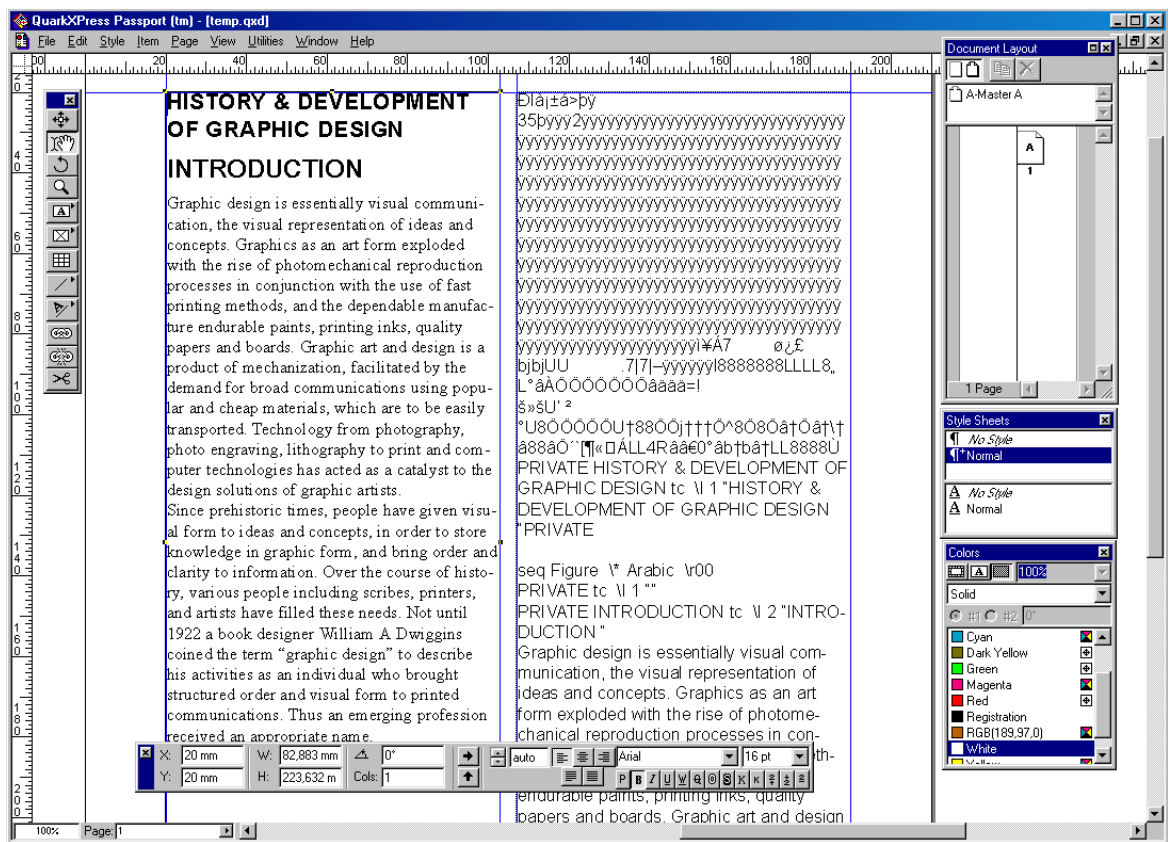 QuarkXPress Passport (tm) - [temp.qxd]
File Edit Style Item Page View Utilities Window Help
20 40 60 80 100 120 140 160 180 200
HISTORY & DEVELOPMENT
OF GRAPHIC DESIGN
INTRODUCTION
Graphic design is essentially visual communi-
cation, the visual representation of ideas and
concepts. Graphics as an art form exploded
with the rise of photomechanical reproduction
processes in conjunction with the use of fast
printing methods, and the dependable manufac-
ture endurable paints, printing inks, quality
papers and boards. Graphic art and design is a
product of mechanization, facilitated by the
demand for broad communications using popu-
lar and cheap materials, which are to be easily
transported. Technology from photography,
photo engraving, lithography to print and com-
puter technologies has acted as a catalyst to the
design solutions of graphic artists.
Since prehistoric times, people have given visu-
al form to ideas and concepts, in order to store
knowledge in graphic form, and bring order and
clarity to information. Over the course of histo-
ry, various people including scribes, printers,
and artists have filled these needs. Not until
1922 a book designer William A Dwiggins
coined the term “graphic design” to describe
his activities as an individual who brought
structured order and visual form to printed
communications. Thus an emerging profession
received an appropriate name.
PRIVATE HISTORY & DEVELOPMENT OF
GRAPHIC DESIGN tc \l 1 "HISTORY &
DEVELOPMENT OF GRAPHIC DESIGN
"PRIVATE
seq Figure \* Arabic \r00
PRIVATE tc \l 1 ""
PRIVATE INTRODUCTION tc \l 2 "INTRO-
DUCTION "
Graphic design is essentially visual com-
munication, the visual representation of
ideas and concepts. Graphics as an art
form exploded with the rise of photome-
chanical reproduction processes in con-
endurable paints, printing inks, quality
papers and boards. Graphic art and design
Document Layout
A-Master A
A
1
1 Page
Style Sheets
No Style
Normal
A No Style
A Normal
Colors
100%
Solid
#1 #2 0°
Cyan
Dark Yellow
Green
Magenta
Red
Registration
RGB(189,97,0)
White
Yellow
X: 20 mm W: 82,883 mm 0° auto Arial 16 pt
Y: 20 mm H: 223,632 m Cols: 1
100% Page: 1